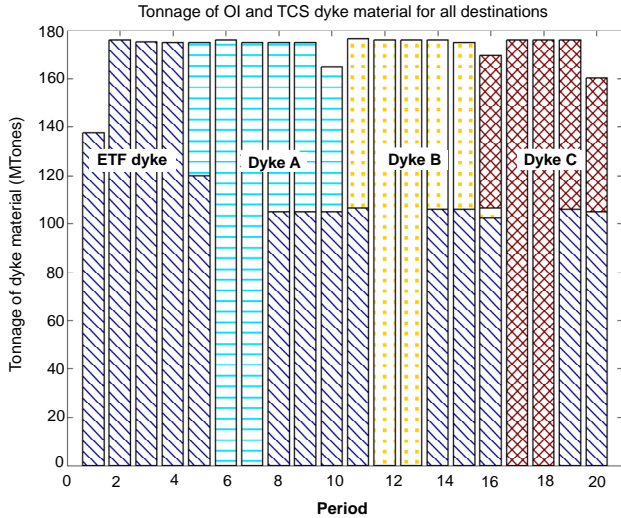 Tonnage of OI and TCS dyke material for all destinations
180
160
140
120
100
80
60
40
20
0
Tonnage of dyke material (MTones)
ETF dyke
Dyke A
Dyke B
Dyke C
0 2 4 6 8 10 12 14 16 18 20
Period